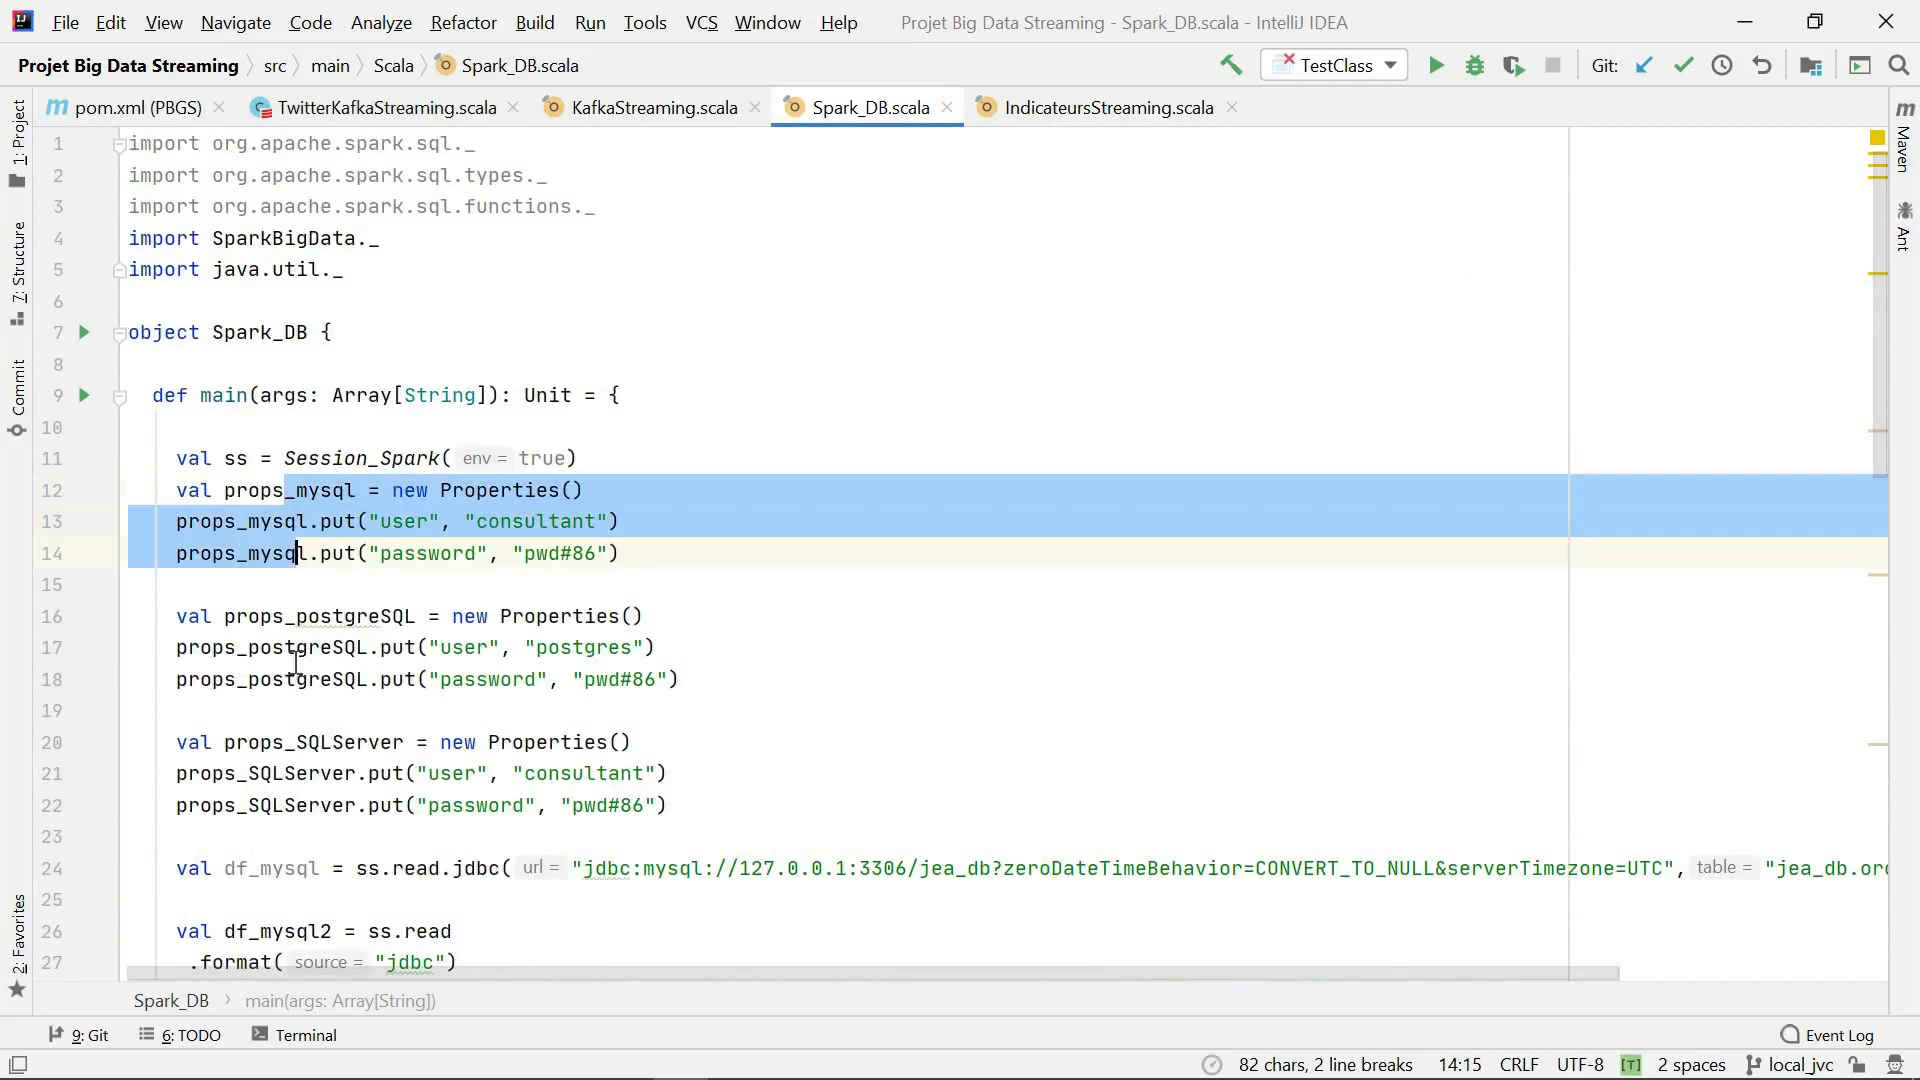 File Edit View Navigate Code Analyze Refactor Build Run Tools VCS Window Help Projet Big Data Streaming - Spark_DB.scala - IntelliJ IDEA
Projet Big Data Streaming src main Scala Spark_DB.scala TestClass Git:
pom.xml (PBGS) TwitterKafkaStreaming.scala KafkaStreaming.scala Spark_DB.scala IndicateursStreaming.scala
1: Project
7: Structure
Commit
2: Favorites
1 import org.apache.spark.sql._
2 import org.apache.spark.sql.types._
3 import org.apache.spark.sql.functions._
4 import SparkBigData._
5 import java.util._
6
7 object Spark_DB {
8
9 def main(args: Array[String]): Unit = {
10
11 val ss = Session_Spark( env = true)
12 val props_mysql = new Properties()
13 props_mysql.put("user", "consultant")
14 props_mysql.put("password", "pwd#86")
15
16 val props_postgreSQL = new Properties()
17 props_postgreSQL.put("user", "postgres")
18 props_postgreSQL.put("password", "pwd#86")
19
20 val props_SQLServer = new Properties()
21 props_SQLServer.put("user", "consultant")
22 props_SQLServer.put("password", "pwd#86")
23
24 val df_mysql = ss.read.jdbc( url = "jdbc:mysql://127.0.0.1:3306/jea_db?zeroDateTimeBehavior=CONVERT_TO_NULL&serverTimezone=UTC", table = "jea_db.ord
25
26 val df_mysql2 = ss.read
27 .format( source = "jdbc")
Maven
Ant
Spark_DB main(args: Array[String])
9: Git 6: TODO Terminal Event Log
82 chars, 2 line breaks 14:15 CRLF UTF-8 [T] 2 spaces local_jvc